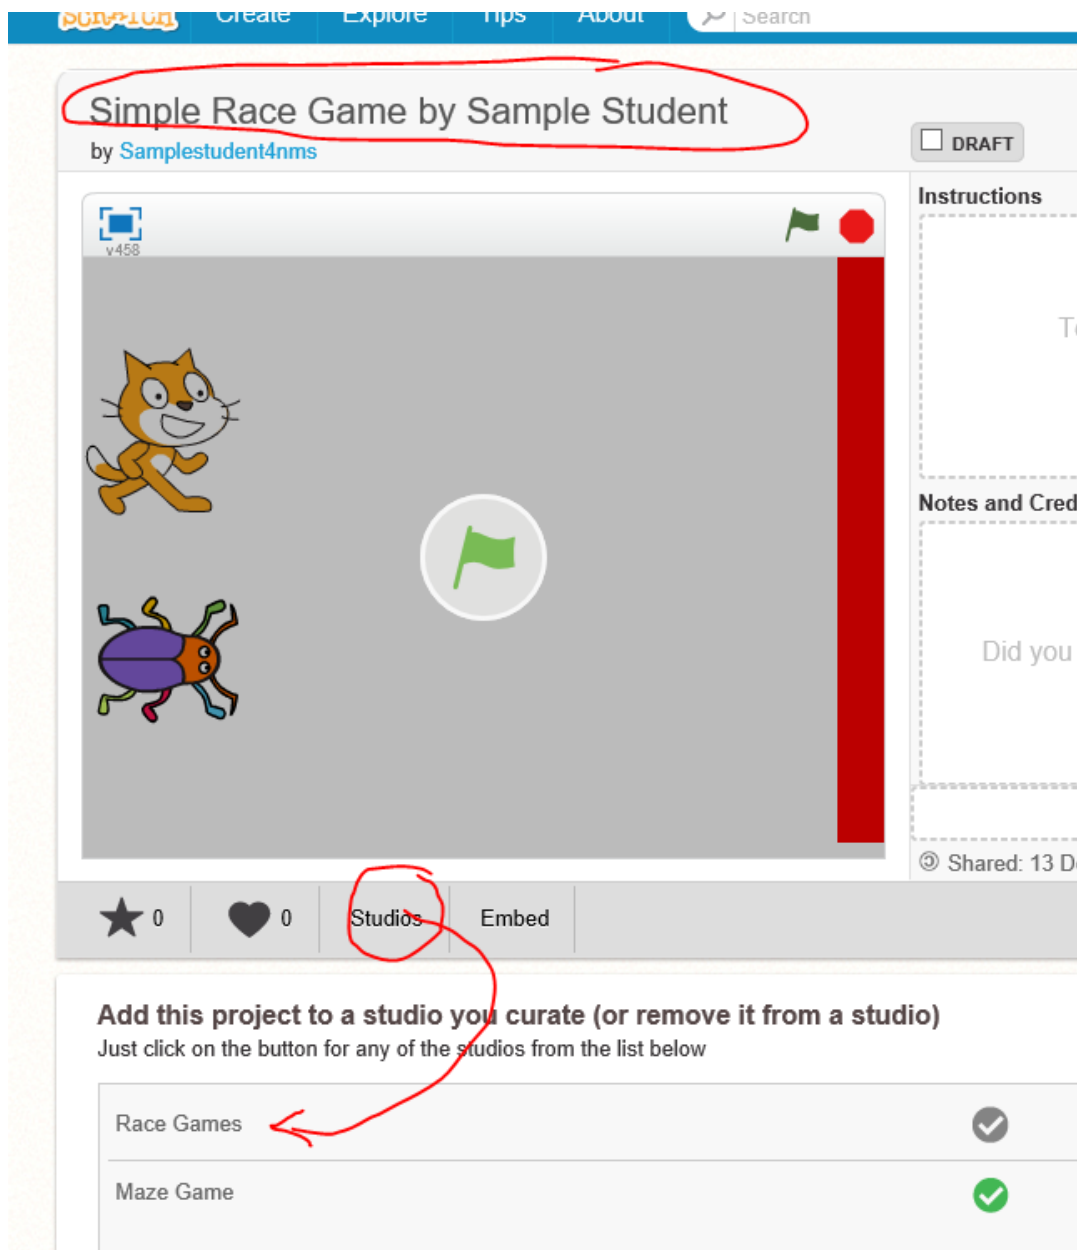 SCRATCH Create Explore Tips About Search
Simple Race Game by Sample Student
by Samplestudent4nms
DRAFT
v458
Instructions
Notes and Cred
Did you
0 0 Studios Embed
Shared: 13 D
Add this project to a studio you curate (or remove it from a studio)
Just click on the button for any of the studios from the list below
Race Games
Maze Game